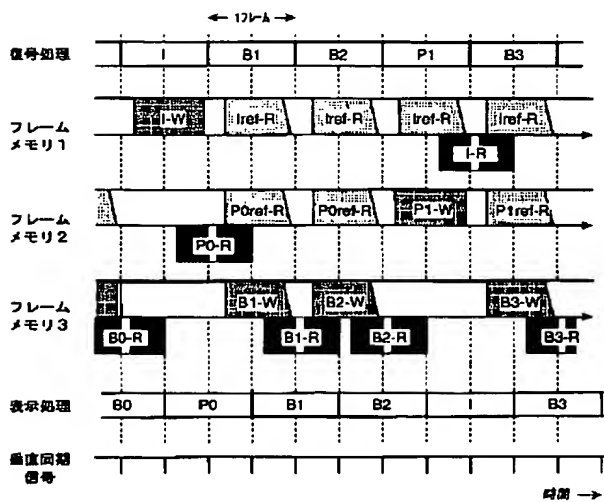 ← 1フレーム →
復号処理 I B1 B2 P1 B3
フレームメモリ1 I-W Iref-R Iref-R Iref-R Iref-R
I-R
フレームメモリ2 P0ref-R P0ref-R P1-W P1ref-R
P0-R
フレームメモリ3 B1-W B2-W B3-W
B0-R B1-R B2-R B3-R
表示処理 B0 P0 B1 B2 I B3
垂直同期信号
時間 →